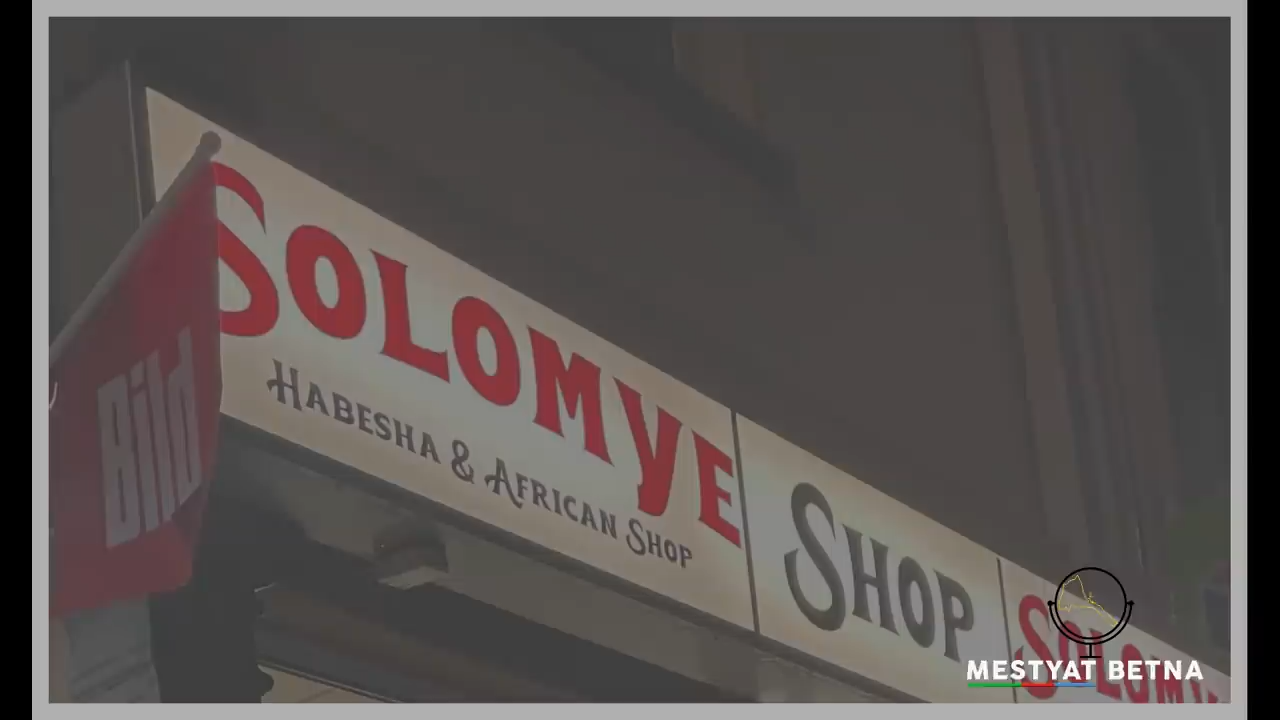 SOLOMYE
HABESHA & AFRICAN SHOP
SHOP
Bild
MESTYAT BETNA